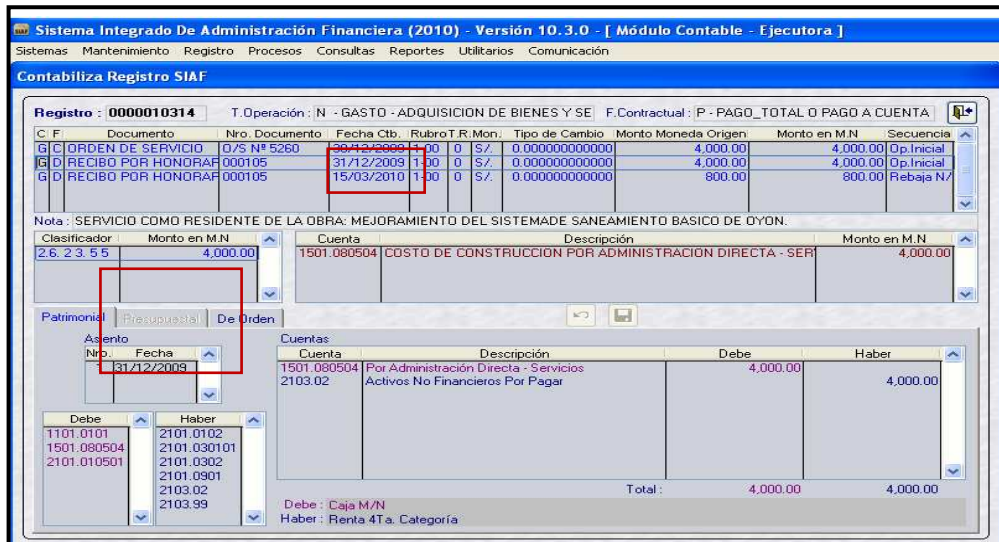 Sistema Integrado De Administración Financiera (2010) - Versión 10.3.0 - [ Módulo Contable - Ejecutora ]
Sistemas Mantenimiento Registro Procesos Consultas Reportes Utilitarios Comunicación
Contabiliza Registro SIAF
Registro : 0000010314 T.Operación : N - GASTO - ADQUISICION DE BIENES Y SE F.Contractual : P - PAGO_TOTAL O PAGO A CUENTA
C F Documento Nro. Documento Fecha Ctb. Rubro T.R. Mon. Tipo de Cambio Monto Moneda Origen Monto en M.N Secuencia
G C ORDEN DE SERVICIO O/S Nº 5260 30/12/2009 1-00 0 S/. 0.000000000000 4,000.00 4,000.00 Op.Inicial
G D RECIBO POR HONORAR 000105 31/12/2009 1-00 0 S/. 0.000000000000 4,000.00 4,000.00 Op.Inicial
G D RECIBO POR HONORAR 000105 15/03/2010 1-00 0 S/. 0.000000000000 800.00 800.00 Rebaja N/
Nota : SERVICIO COMO RESIDENTE DE LA OBRA: MEJORAMIENTO DEL SISTEMADE SANEAMIENTO BASICO DE OYON.
Clasificador Monto en M.N Cuenta Descripción Monto en M.N
2.6. 2 3. 5 5 4,000.00 1501.080504 COSTO DE CONSTRUCCION POR ADMINISTRACION DIRECTA - SER 4,000.00
Patrimonial Presupuestal De Orden
Asiento Cuentas
Nro. Fecha Cuenta Descripción Debe Haber
1 31/12/2009 1501.080504 Por Administración Directa - Servicios 4,000.00
2103.02 Activos No Financieros Por Pagar 4,000.00
Debe Haber
1101.0101 2101.0102
1501.080504 2101.030101
2101.010501 2101.0302
2101.0901
2103.02
2103.99
Total : 4,000.00 4,000.00
Debe : Caja M/N
Haber : Renta 4Ta. Categoría